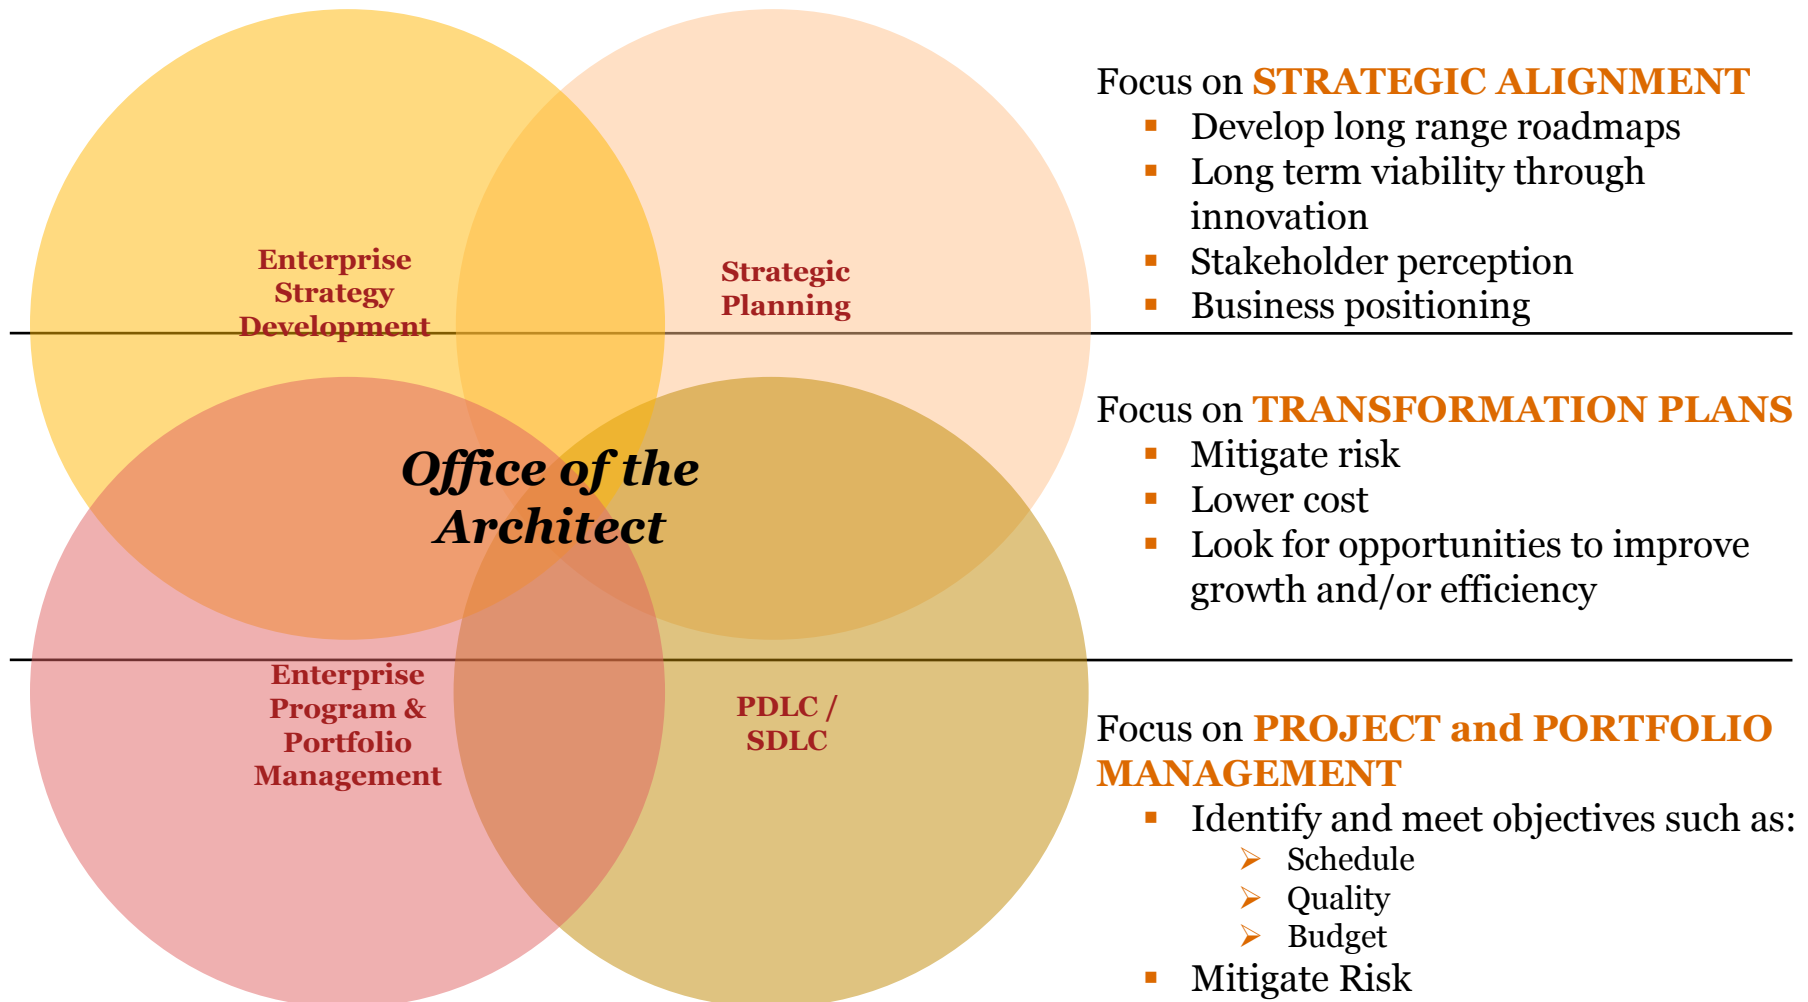 Enterprise
Strategy
Development
Strategic
Planning
Office of the
Architect
Enterprise
Program &
Portfolio
Management
PDLC /
SDLC
Focus on STRATEGIC ALIGNMENT
▪ Develop long range roadmaps
▪ Long term viability through
innovation
▪ Stakeholder perception
▪ Business positioning
Focus on TRANSFORMATION PLANS
▪ Mitigate risk
▪ Lower cost
▪ Look for opportunities to improve
growth and/or efficiency
Focus on PROJECT and PORTFOLIO
MANAGEMENT
▪ Identify and meet objectives such as:
➢ Schedule
➢ Quality
➢ Budget
▪ Mitigate Risk